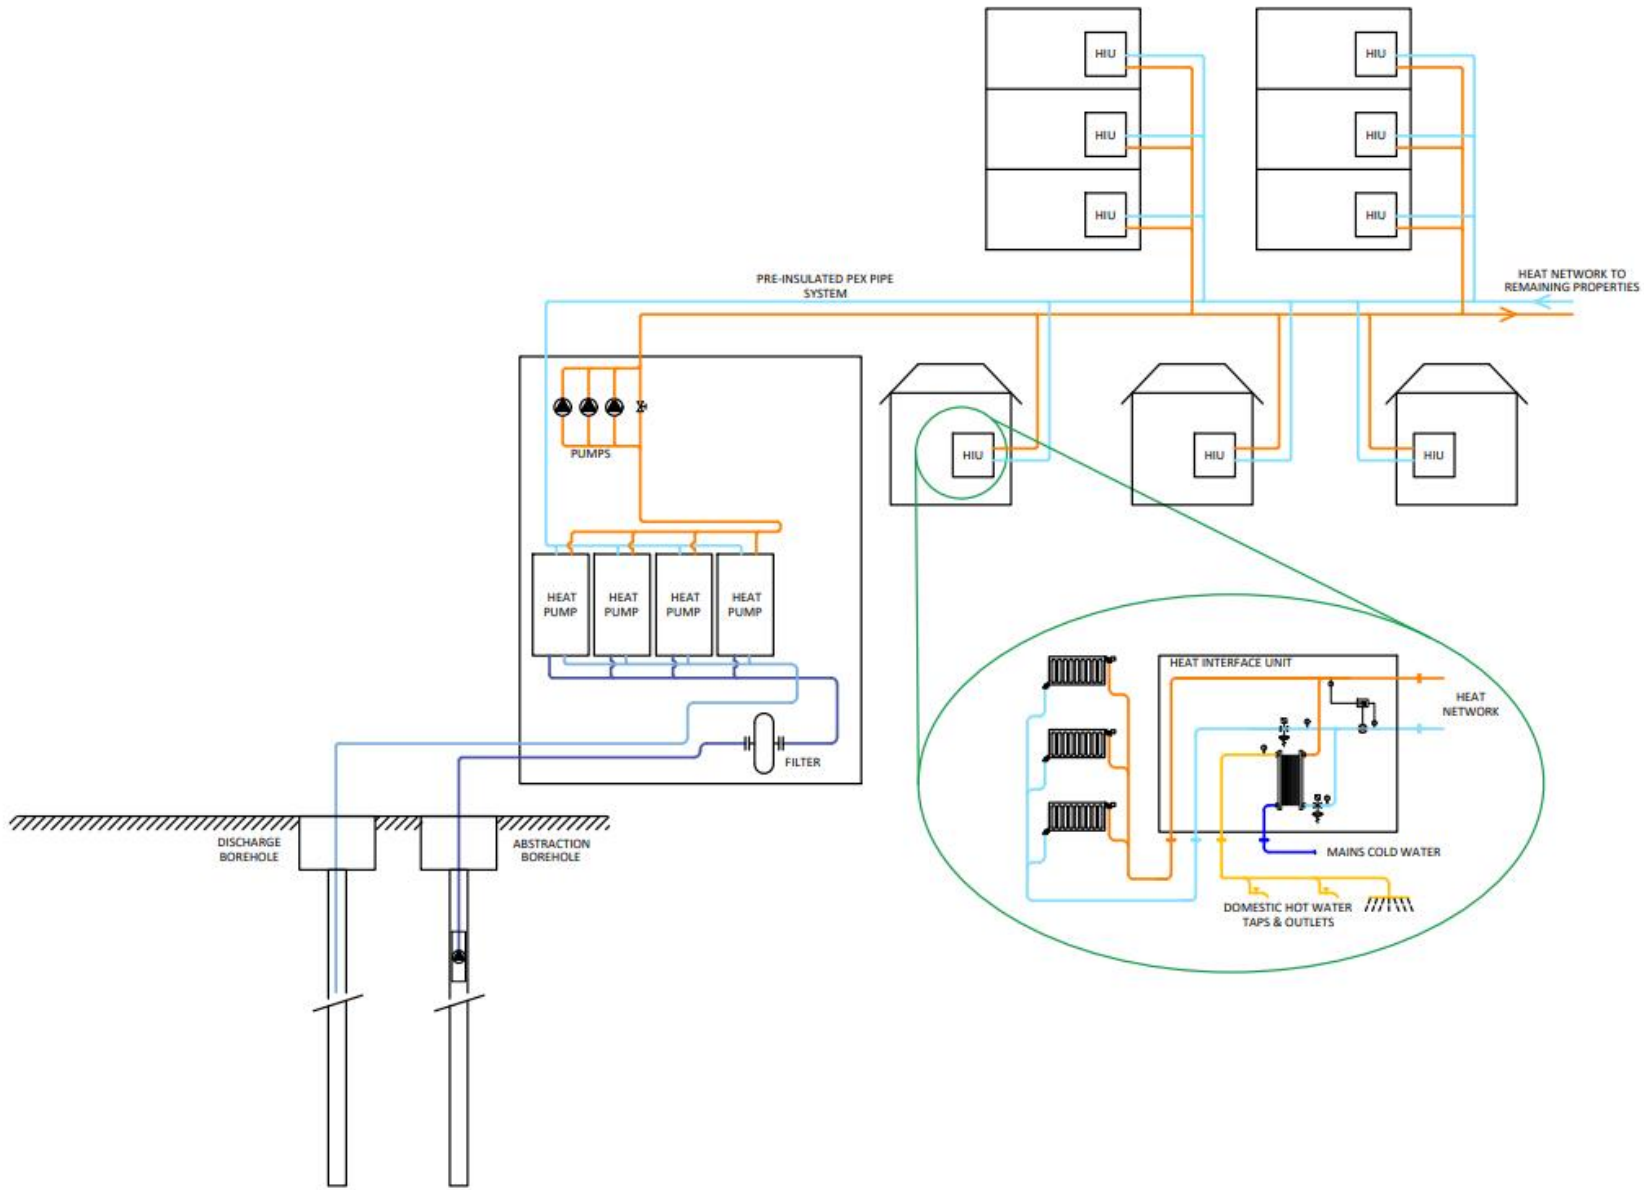 HIU
HIU
HIU
HIU
HIU
HIU
PRE-INSULATED PEX PIPE
SYSTEM
HEAT NETWORK TO
REMAINING PROPERTIES
PUMPS
HIU
HIU
HIU
HEAT
PUMP
HEAT
PUMP
HEAT
PUMP
HEAT
PUMP
FILTER
HEAT INTERFACE UNIT
HEAT
NETWORK
MAINS COLD WATER
DOMESTIC HOT WATER
TAPS & OUTLETS
DISCHARGE
BOREHOLE
ABSTRACTION
BOREHOLE